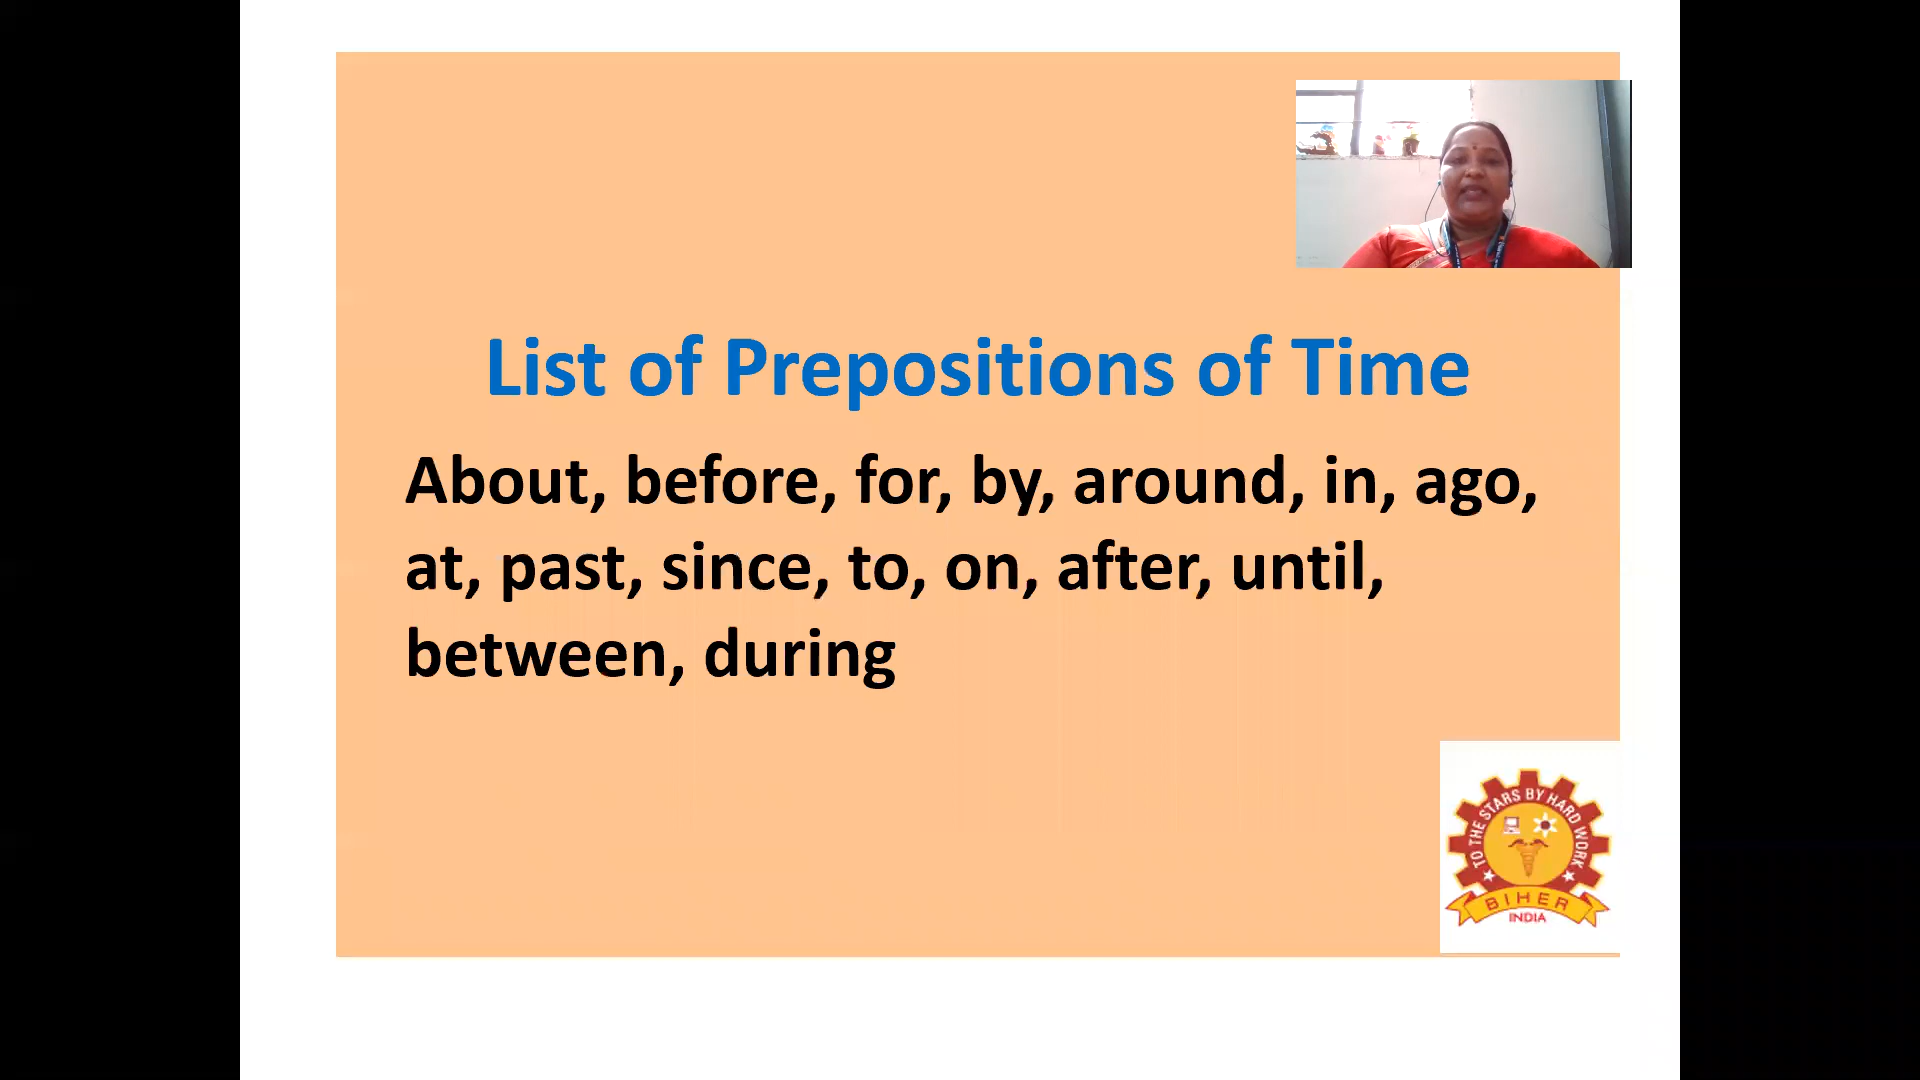 List of Prepositions of Time
About, before, for, by, around, in, ago,
at, past, since, to, on, after, until,
between, during
TO THE STARS BY HARD WORK
BIHER
INDIA